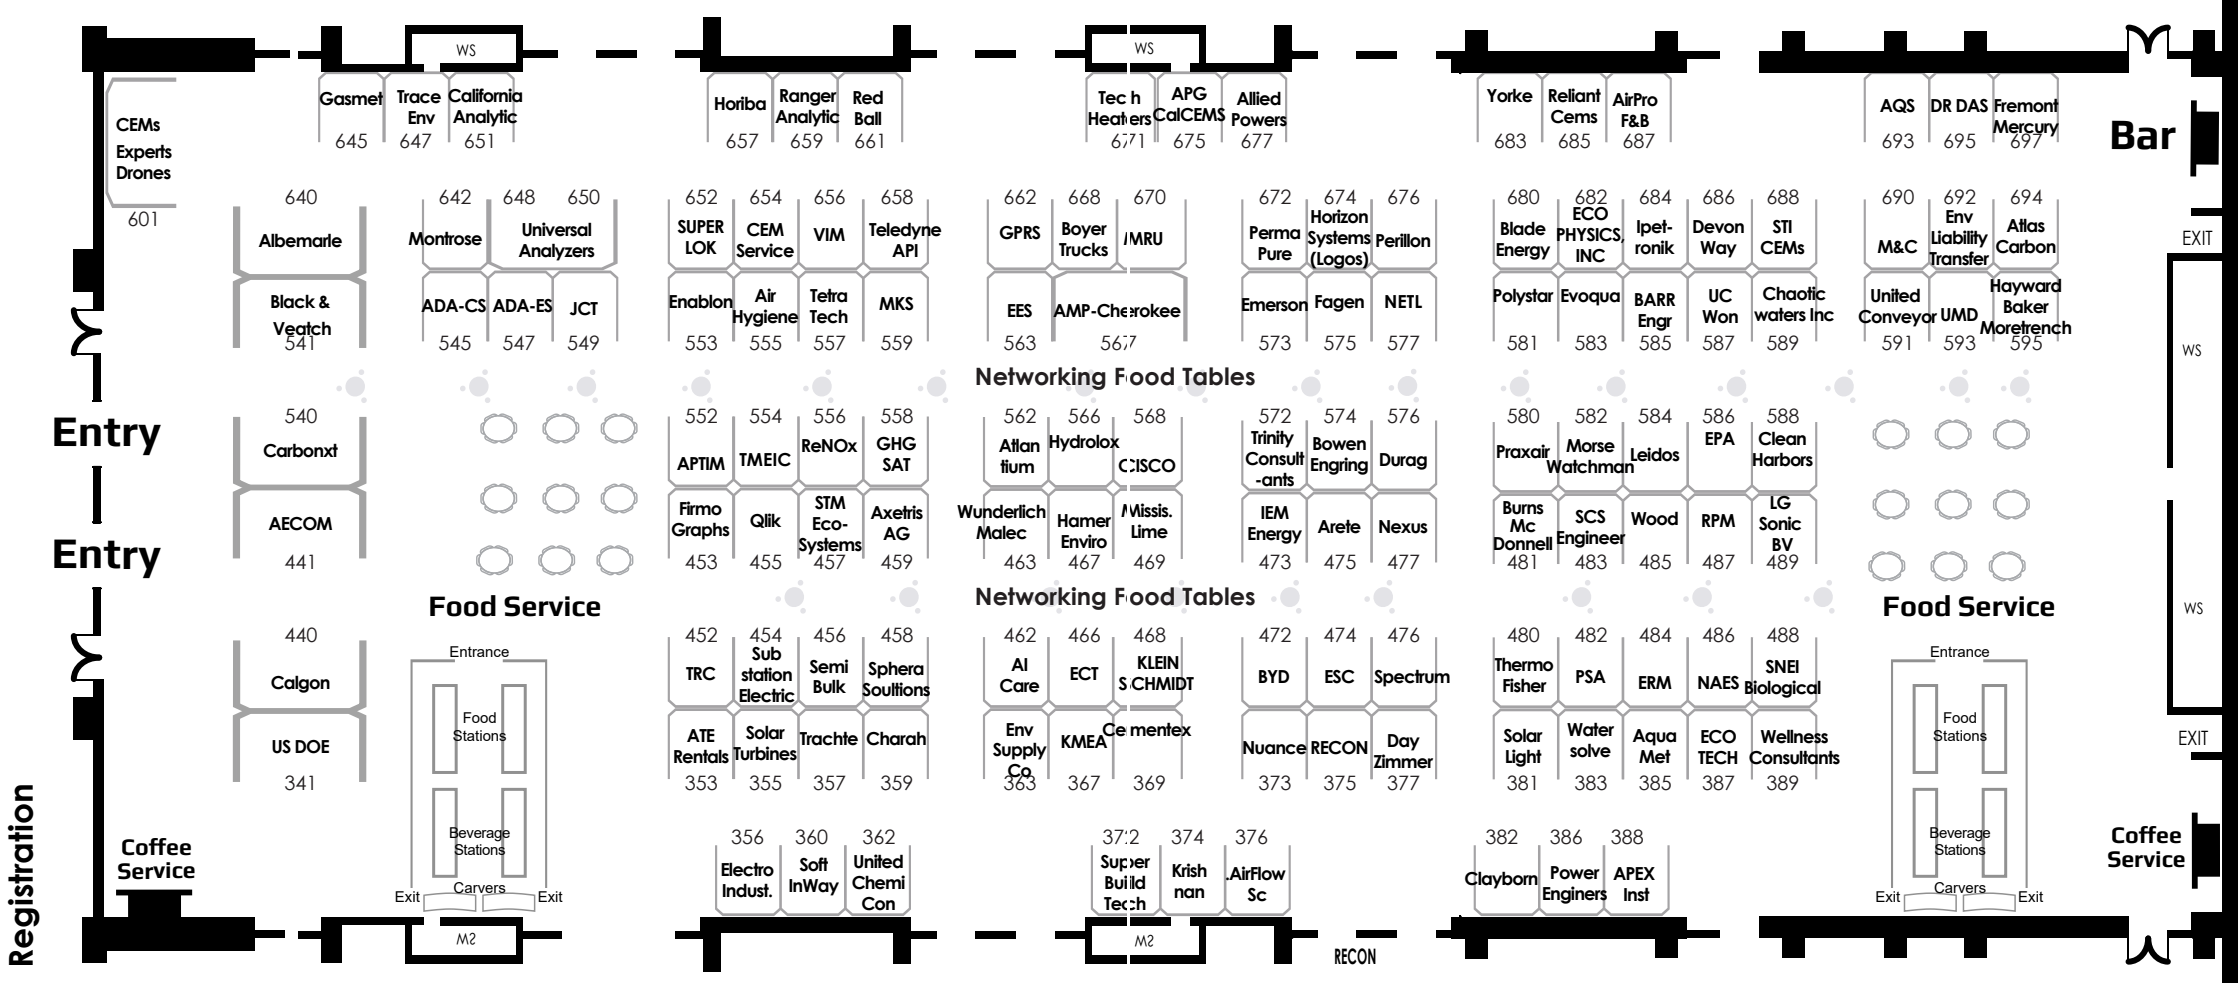 WS
WS
Gasmet
645
Trace
Env
647
California
Analytic
651
Horiba
657
Ranger
Analytic
659
Red
Ball
661
Tech
Heaters
671
APG
CalCEMS
675
Allied
Powers
677
Yorke
683
Reliant
Cems
685
AirPro
F&B
687
AQS
693
DR DAS
695
Fremont
Mercury
697
Bar
CEMs
Experts
Drones
601
640
Albemarle
642
Montrose
648
650
Universal
Analyzers
652
SUPER
LOK
654
CEM
Service
656
VIM
658
Teledyne
API
662
GPRS
668
Boyer
Trucks
670
MRU
672
Perma
Pure
674
Horizon
Systems
(Logos)
676
Perillon
680
Blade
Energy
682
ECO
PHYSICS,
INC
684
Ipet-
ronik
686
Devon
Way
688
STI
CEMs
690
M&C
692
Env
Liability
Transfer
694
Atlas
Carbon
EXIT
Black &
Veatch
541
ADA-CS
545
ADA-ES
547
JCT
549
Enablon
553
Air
Hygiene
555
Tetra
Tech
557
MKS
559
EES
563
AMP-Cherokee
567
Emerson
573
Fagen
575
NETL
577
Polystar
581
Evoqua
583
BARR
Engr
585
UC
Won
587
Chaotic
waters Inc
589
United
Conveyor
591
UMD
593
Hayward
Baker
Moretrench
595
WS
Networking Food Tables
Entry
540
Carbonxt
552
APTIM
554
TMEIC
556
ReNOx
558
GHG
SAT
562
Atlan
tium
566
Hydrolox
568
CISCO
572
Trinity
Consult
-ants
574
Bowen
Engring
576
Durag
580
Praxair
582
Morse
Watchman
584
Leidos
586
EPA
588
Clean
Harbors
Entry
AECOM
441
Firmo
Graphs
453
Qlik
455
STM
Eco-
Systems
457
Axetris
AG
459
Wunderlich
Malec
463
Hamer
Enviro
467
Missis.
Lime
469
IEM
Energy
473
Arete
475
Nexus
477
Burns
Mc
Donnell
481
SCS
Engineer
483
Wood
485
RPM
487
LG
Sonic
BV
489
Food Service
Networking Food Tables
Food Service
WS
440
Calgon
452
TRC
454
Sub
station
Electric
456
Semi
Bulk
458
Sphera
Soultions
462
AI
Care
466
ECT
468
KLEIN
SCHMIDT
472
BYD
474
ESC
476
Spectrum
480
Thermo
Fisher
482
PSA
484
ERM
486
NAES
488
SNEI
Biological
US DOE
341
ATE
Rentals
353
Solar
Turbines
355
Trachte
357
Charah
359
Env
Supply
Co
363
KMEA
367
Cementex
369
Nuance
373
RECON
375
Day
Zimmer
377
Solar
Light
381
Water
solve
383
Aqua
Met
385
ECO
TECH
387
Wellness
Consultants
389
EXIT
Entrance
Food
Stations
Beverage
Stations
Carvers
Exit
Exit
Entrance
Food
Stations
Beverage
Stations
Carvers
Exit
Exit
Registration
Coffee
Service
356
Electro
Indust.
360
Soft
InWay
362
United
Chemi
Con
372
Super
Build
Tech
374
Krish
nan
376
.AirFlow
Sc
382
Clayborn
386
Power
Enginers
388
APEX
Inst
Coffee
Service
WS
WS
RECON